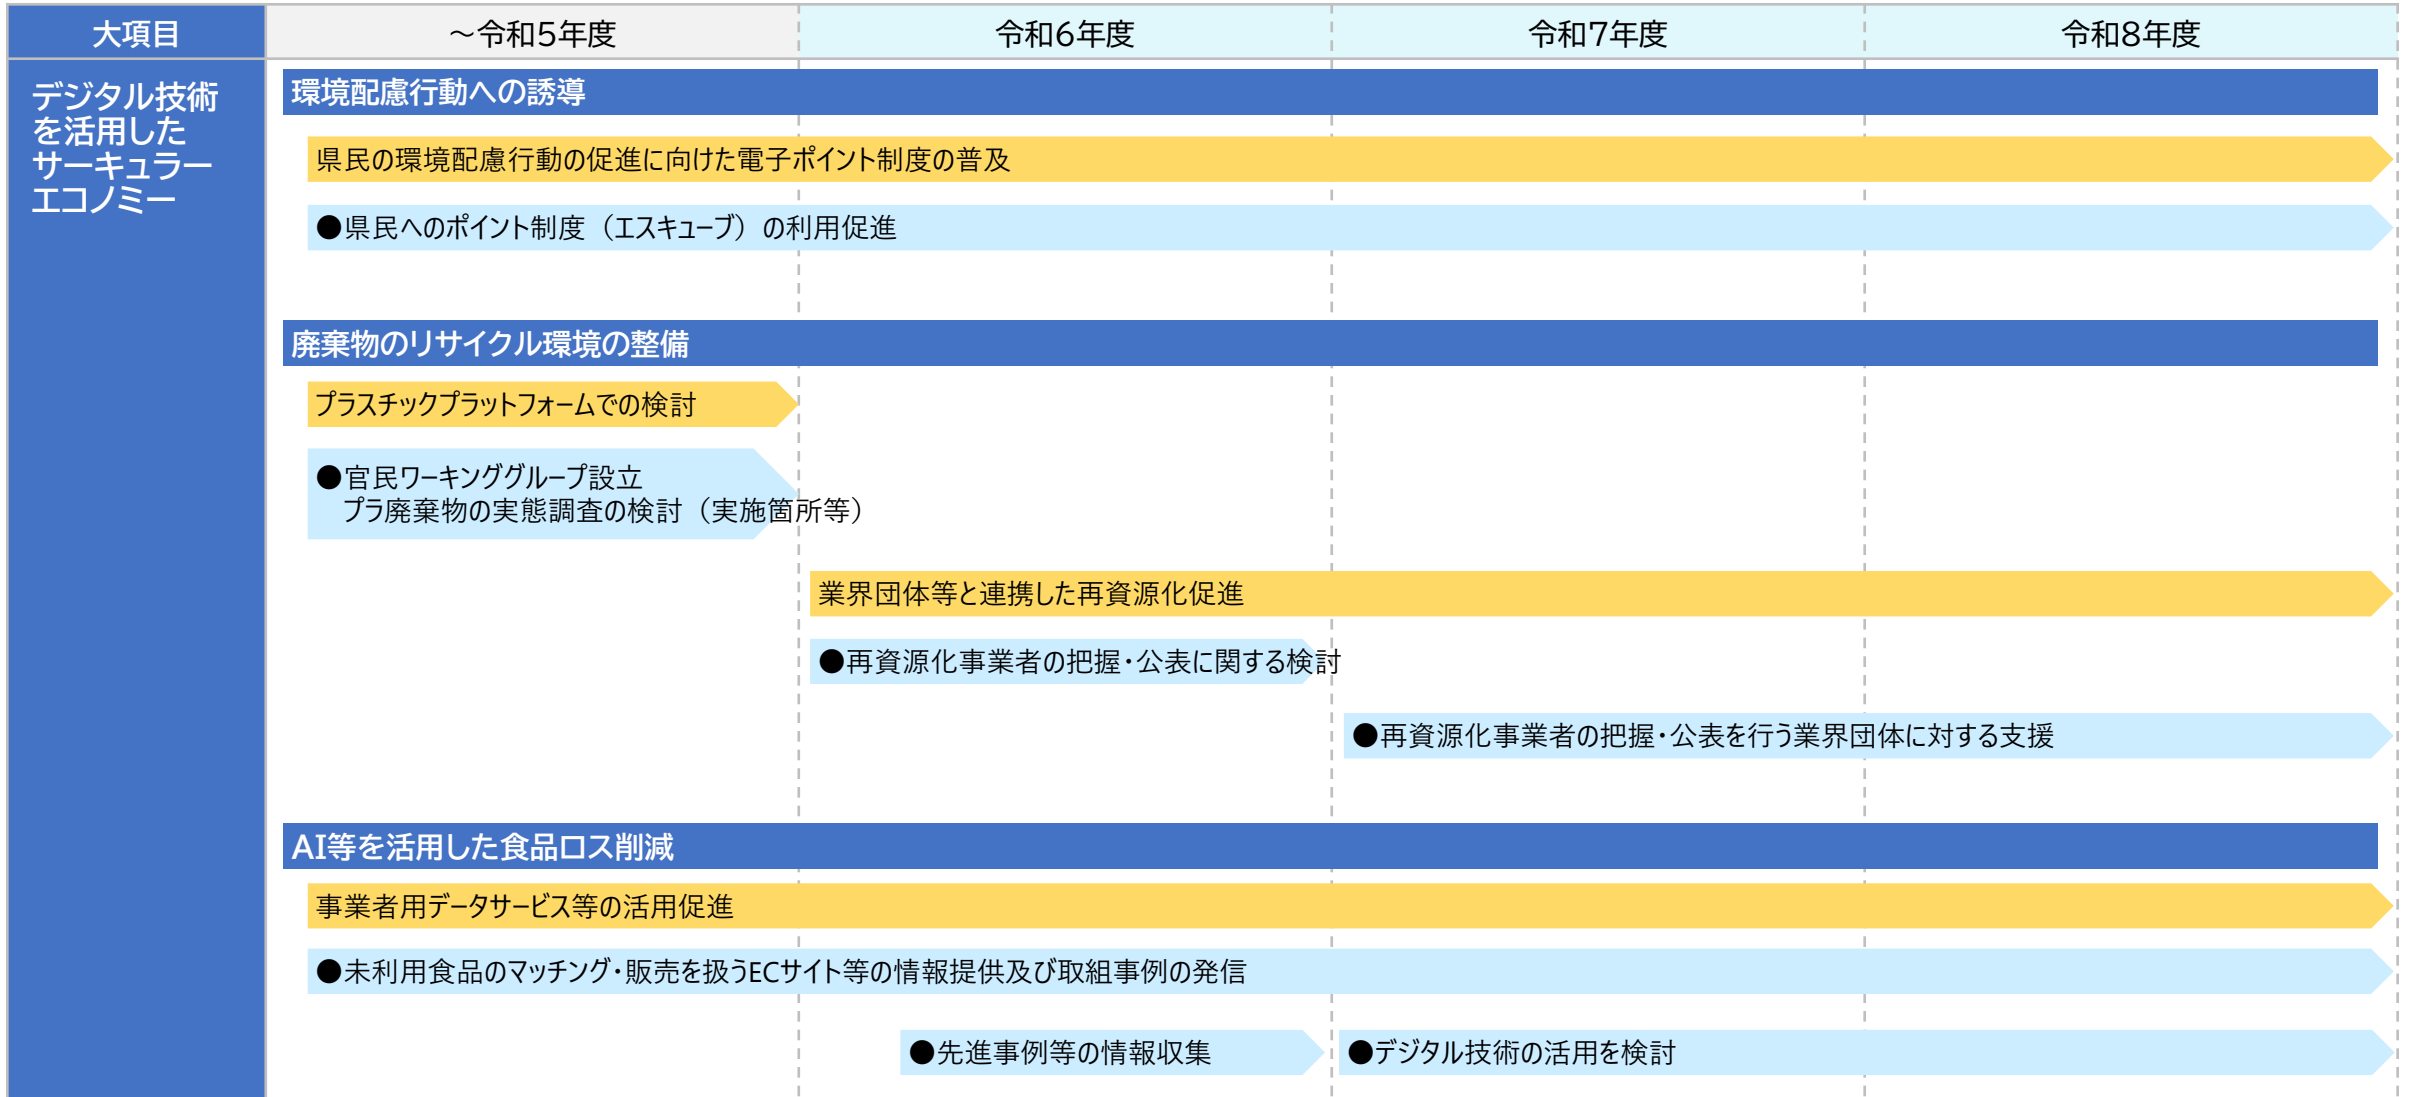 大項目
～令和5年度
令和6年度
令和7年度
令和8年度
デジタル技術
を活用した
サーキュラー
エコノミー
環境配慮行動への誘導
県民の環境配慮行動の促進に向けた電子ポイント制度の普及
●県民へのポイント制度（エスキューブ）の利用促進
廃棄物のリサイクル環境の整備
プラスチックプラットフォームでの検討
●官民ワーキンググループ設立
プラ廃棄物の実態調査の検討（実施箇所等）
業界団体等と連携した再資源化促進
●再資源化事業者の把握・公表に関する検討
●再資源化事業者の把握・公表を行う業界団体に対する支援
AI等を活用した食品ロス削減
事業者用データサービス等の活用促進
●未利用食品のマッチング・販売を扱うECサイト等の情報提供及び取組事例の発信
●先進事例等の情報収集
●デジタル技術の活用を検討